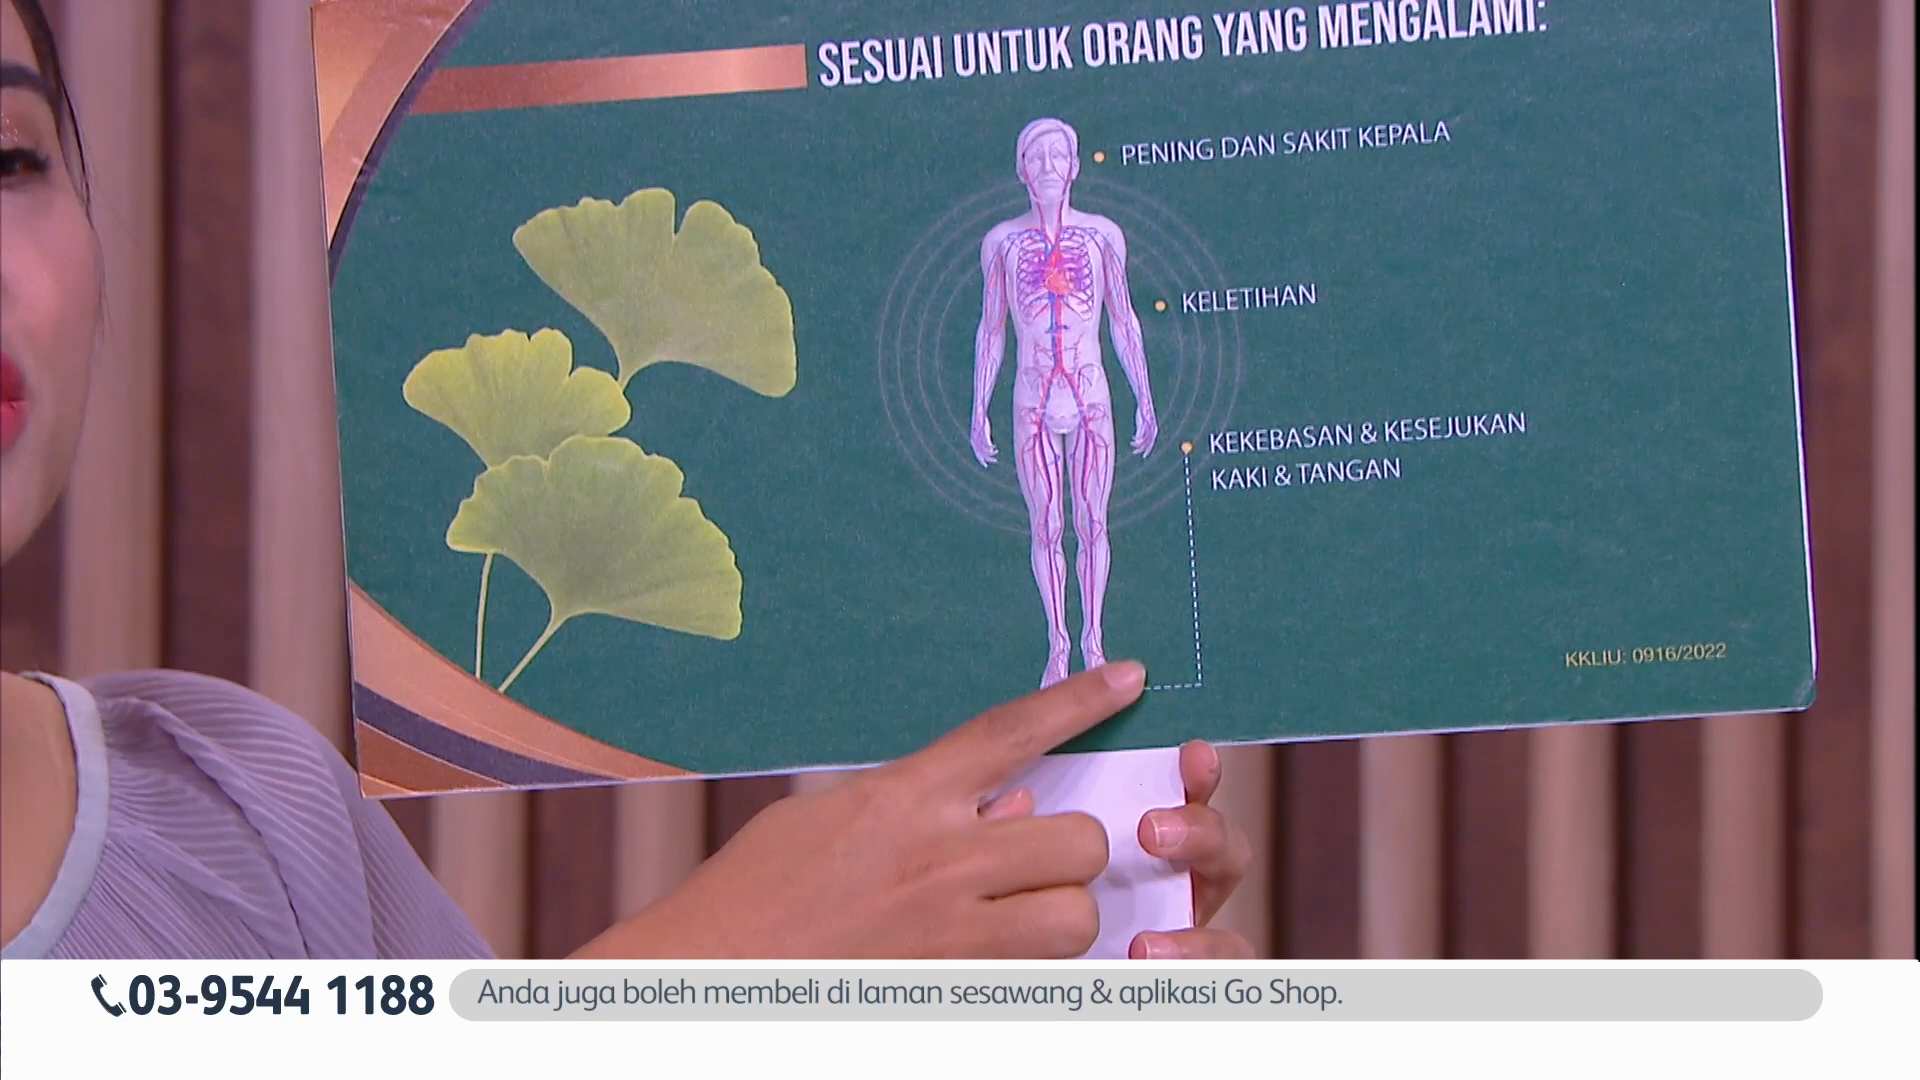 SESUAI UNTUK ORANG YANG MENGALAMI:
PENING DAN SAKIT KEPALA
KELETIHAN
KEKEBASAN & KESEJUKAN
KAKI & TANGAN
KKLIU: 0916/2022
03-9544 1188
Anda juga boleh membeli di laman sesawang & aplikasi Go Shop.